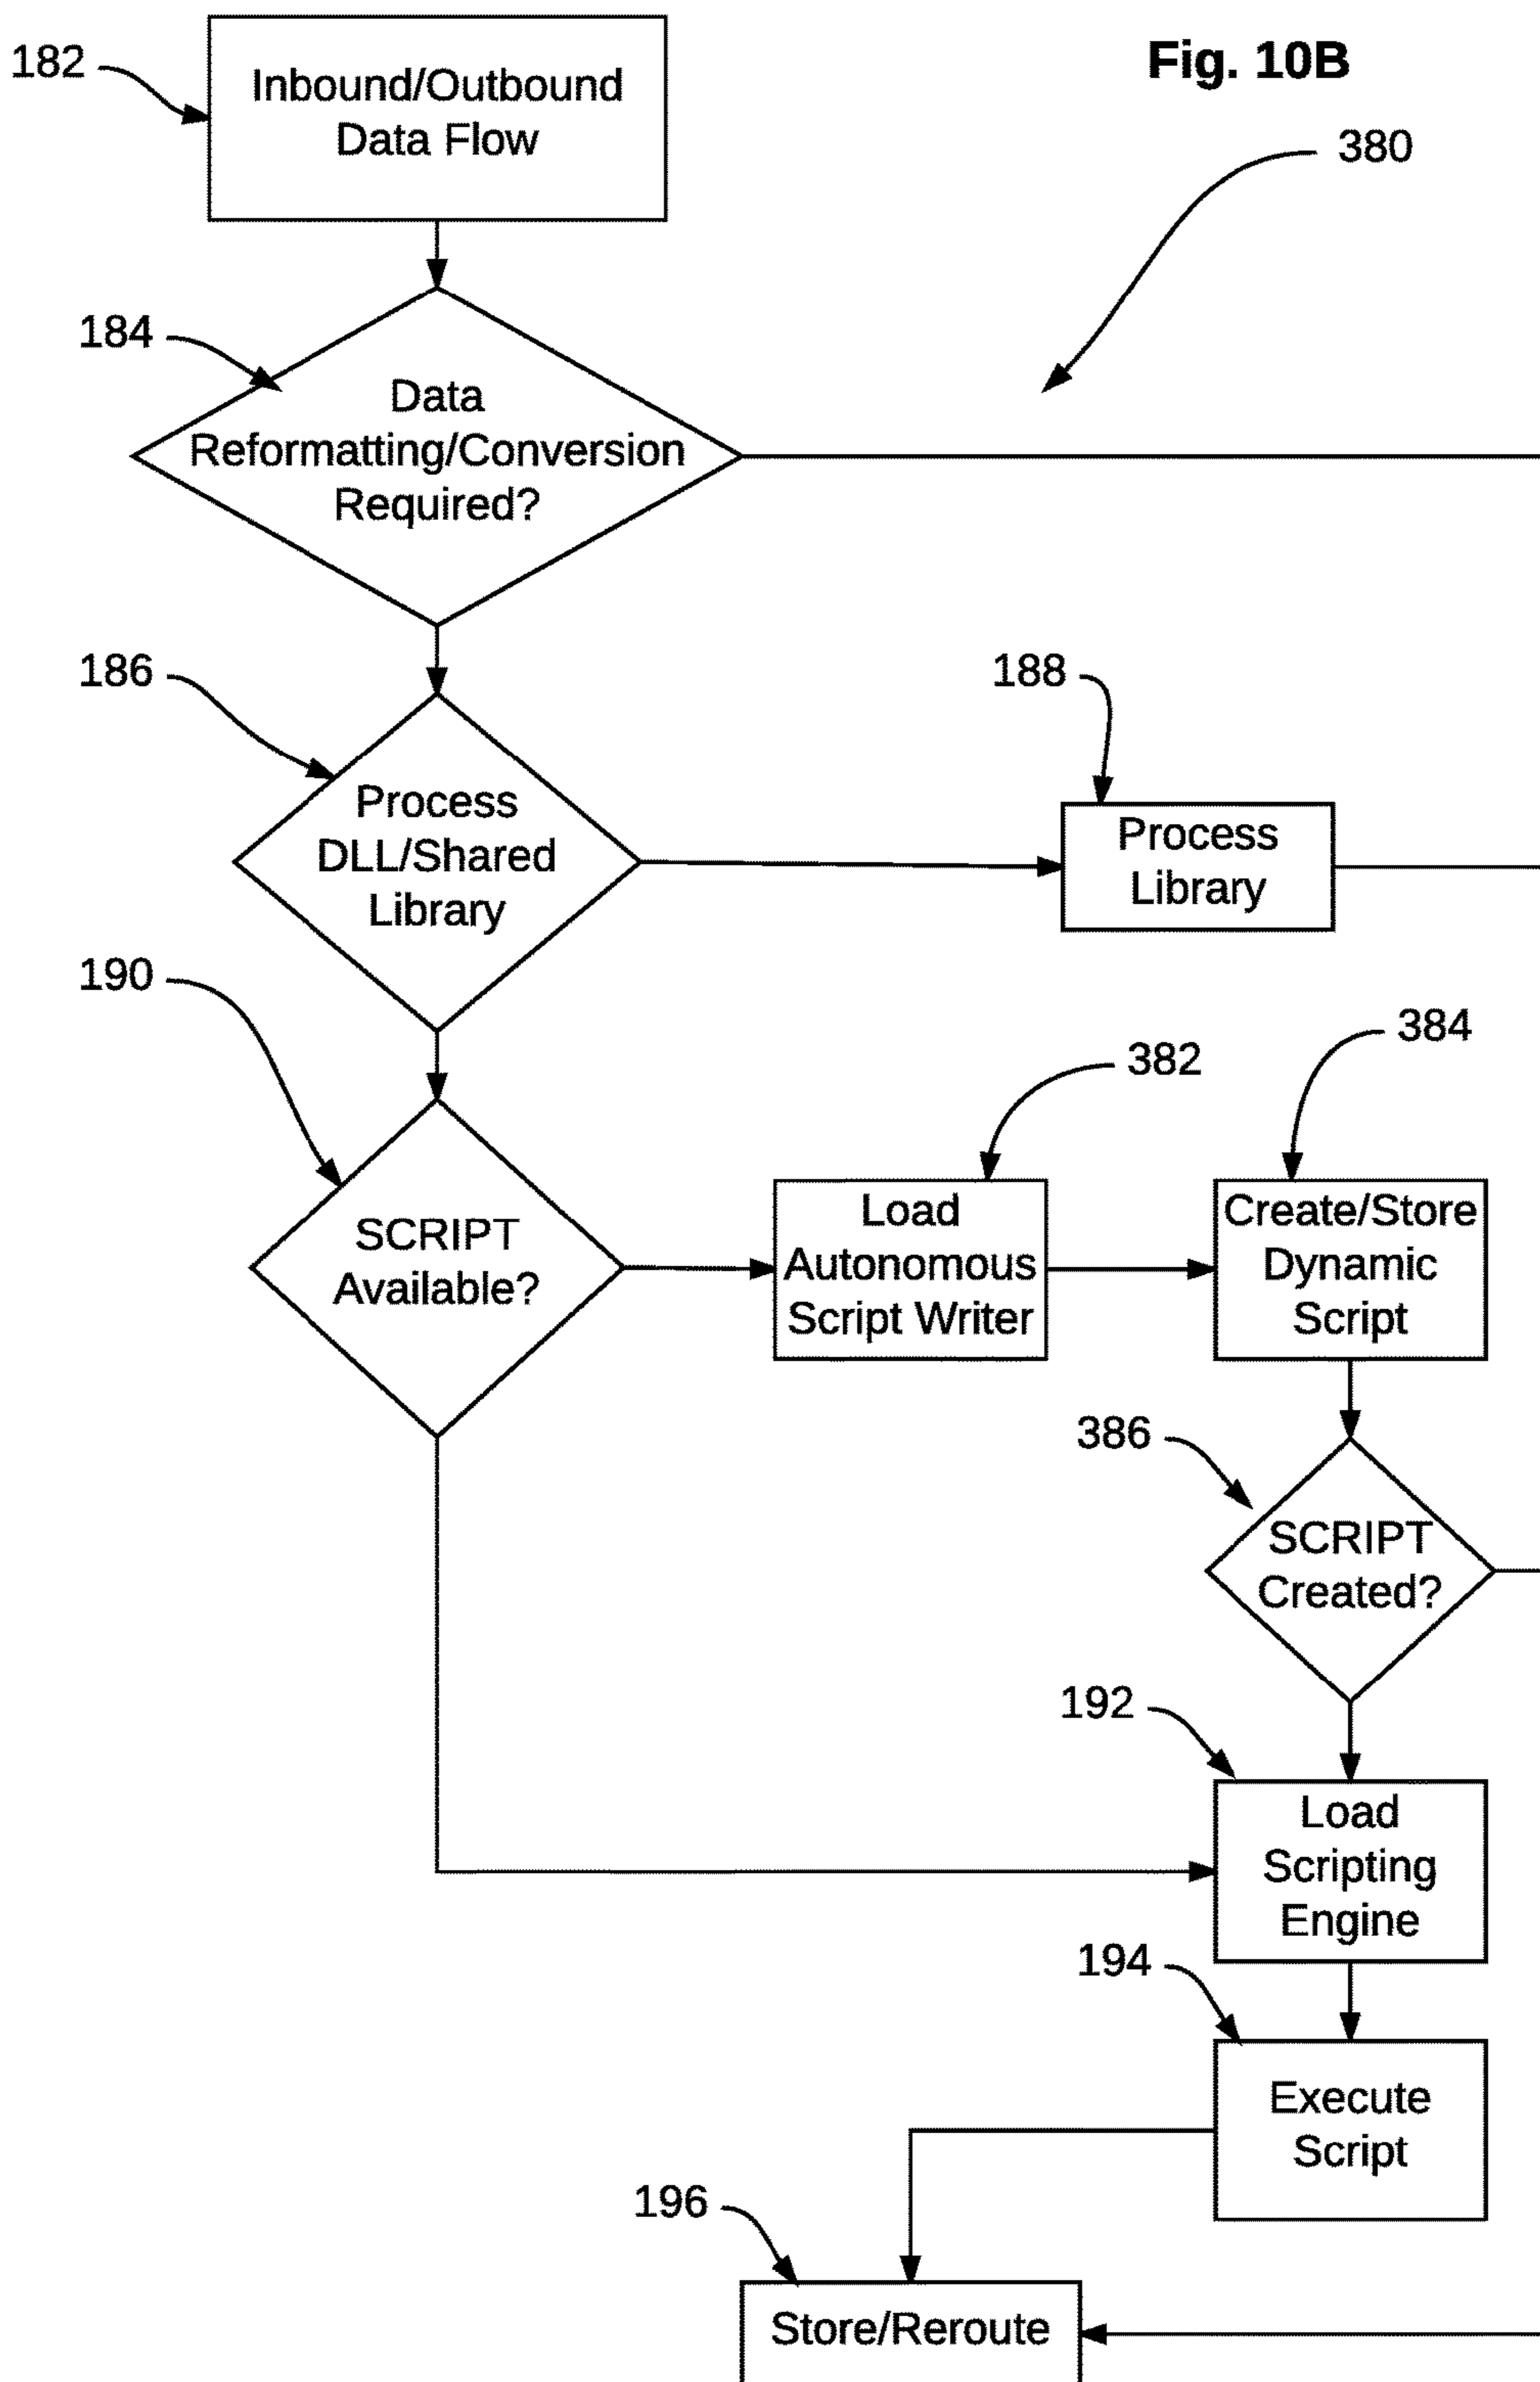 Fig. 10B
182
Inbound/Outbound
Data Flow
380
184
Data
Reformatting/Conversion
Required?
186
Process
DLL/Shared
Library
188
Process
Library
190
SCRIPT
Available?
382
Load
Autonomous
Script Writer
384
Create/Store
Dynamic
Script
386
SCRIPT
Created?
192
Load
Scripting
Engine
194
Execute
Script
196
Store/Reroute